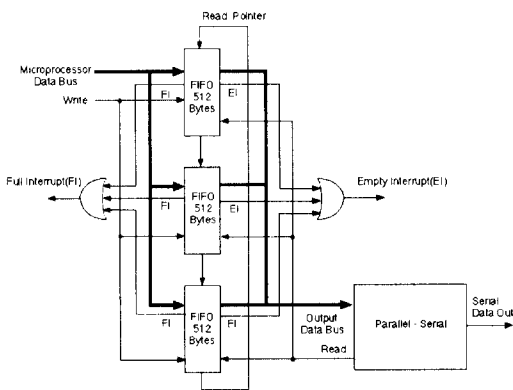 Read Pointer
Microprocessor
Data Bus
Write
FI
FIFO
512
Bytes
EI
Full Interrupt(FI)
FI
FIFO
512
Bytes
EI
Empty Interrupt(EI)
FI
FIFO
512
Bytes
EI
Output
Data Bus
Read
Parallel - Serial
Serial
Data Out